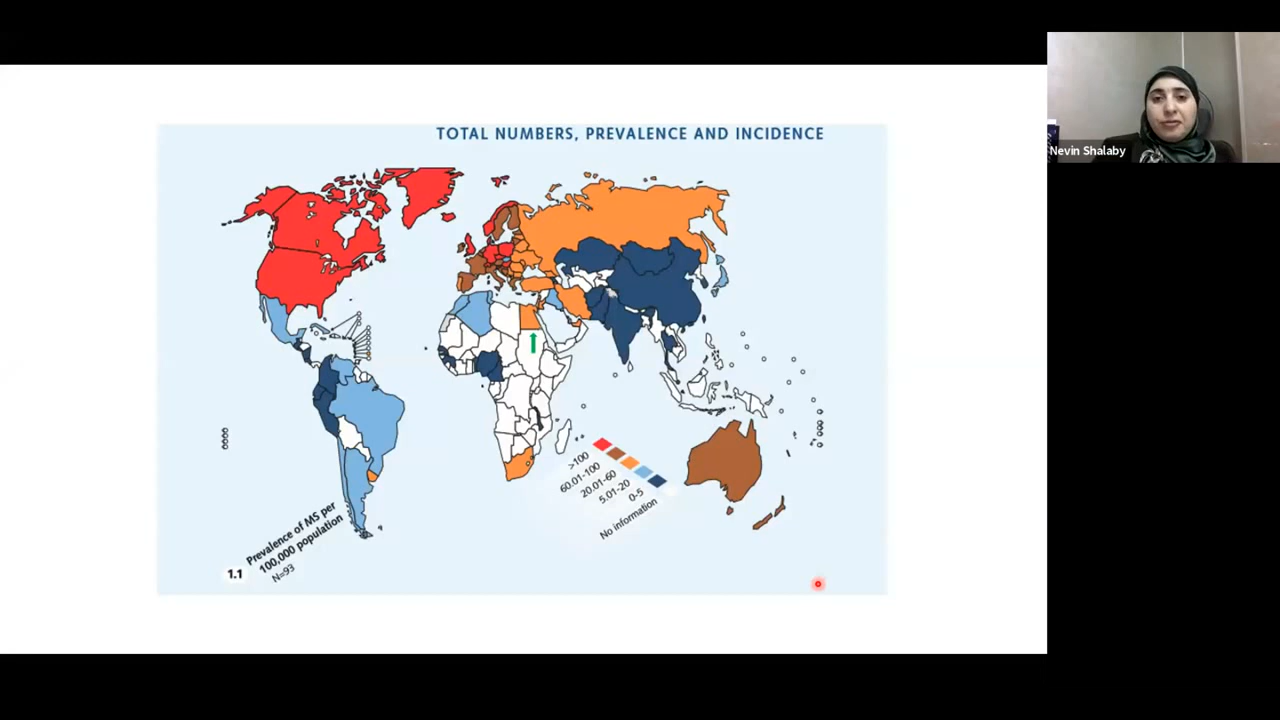 TOTAL NUMBERS, PREVALENCE AND INCIDENCE
Nevin Shalaby
>100
60.01-100
20.01-60
5.01-20
0-5
No information
1.1 Prevalence of MS per
100,000 population
N=93